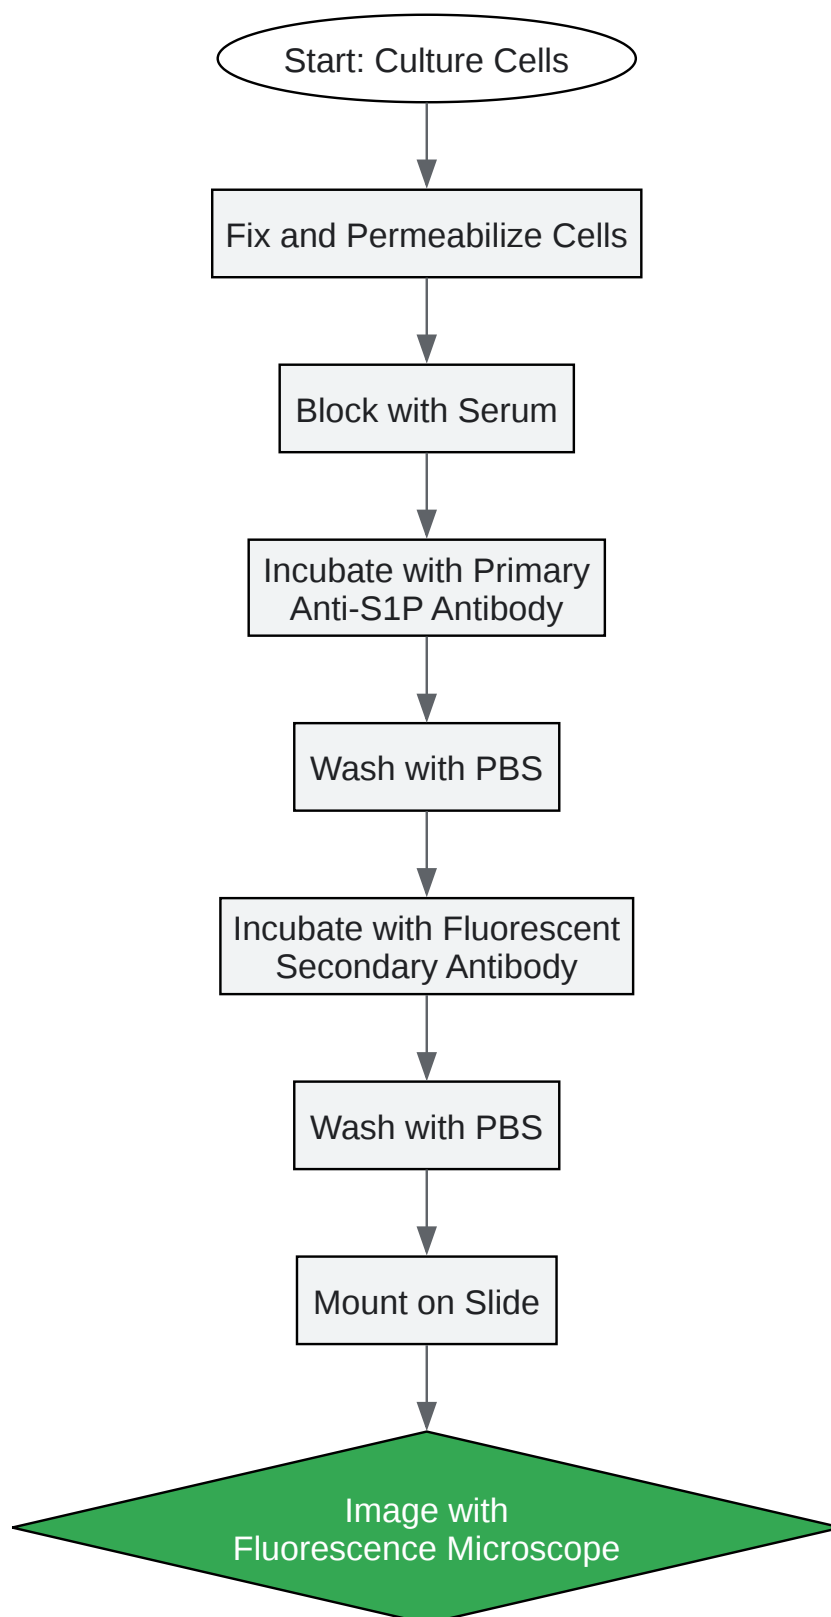 Start: Culture Cells
Fix and Permeabilize Cells
Block with Serum
Incubate with Primary
Anti-S1P Antibody
Wash with PBS
Incubate with Fluorescent
Secondary Antibody
Wash with PBS
Mount on Slide
Image with
Fluorescence Microscope